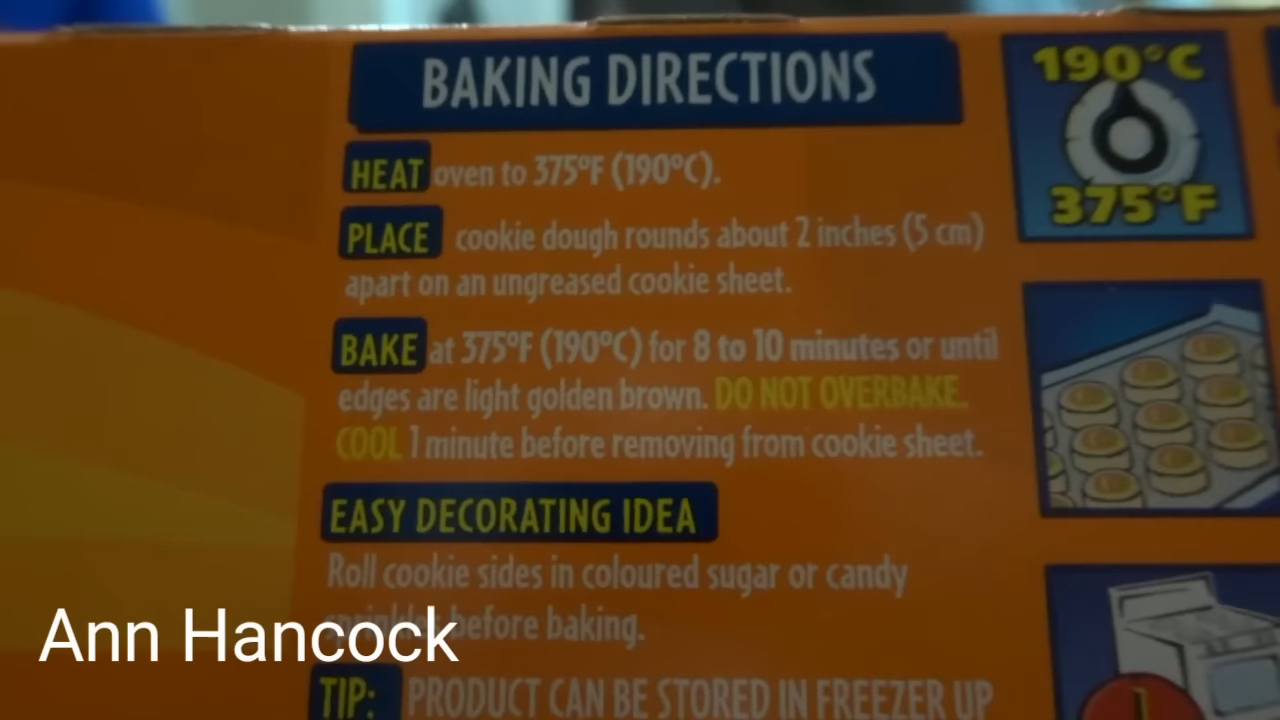 BAKING DIRECTIONS
190°C
375°F
HEAT oven to 375°F (190°C).
PLACE cookie dough rounds about 2 inches (5 cm)
apart on an ungreased cookie sheet.
BAKE at 375°F (190°C) for 8 to 10 minutes or until
edges are light golden brown. DO NOT OVERBAKE.
COOL 1 minute before removing from cookie sheet.
EASY DECORATING IDEA
Roll cookie sides in coloured sugar or candy
before baking.
Ann Hancock
TIP: PRODUCT CAN BE STORED IN FREEZER UP